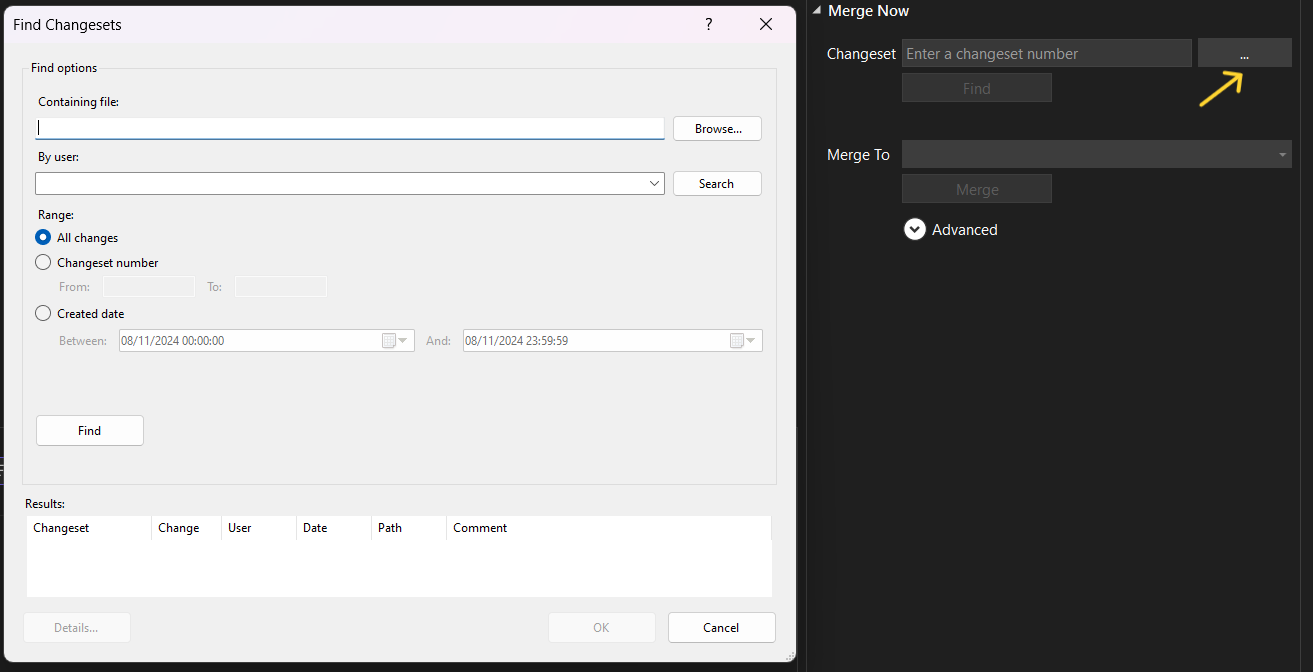 Find Changesets ?
Find options
Containing file:
Browse...
By user:
Search
Range:
All changes
Changeset number
From: To:
Created date
Between: 08/11/2024 00:00:00 And: 08/11/2024 23:59:59
Find
Results:
Changeset Change User Date Path Comment
Details... OK Cancel
Merge Now
Changeset Enter a changeset number ...
Find
Merge To
Merge
Advanced